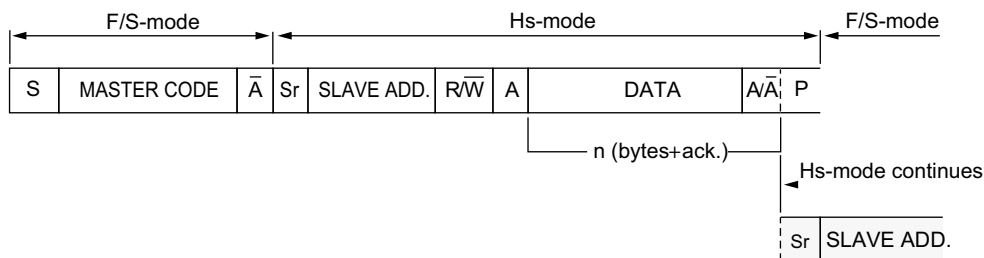 F/S-mode Hs-mode F/S-mode
S MASTER CODE A̅ Sr SLAVE ADD. R/W̅ A DATA A/A̅ P
n (bytes+ack.)
Hs-mode continues
Sr SLAVE ADD.